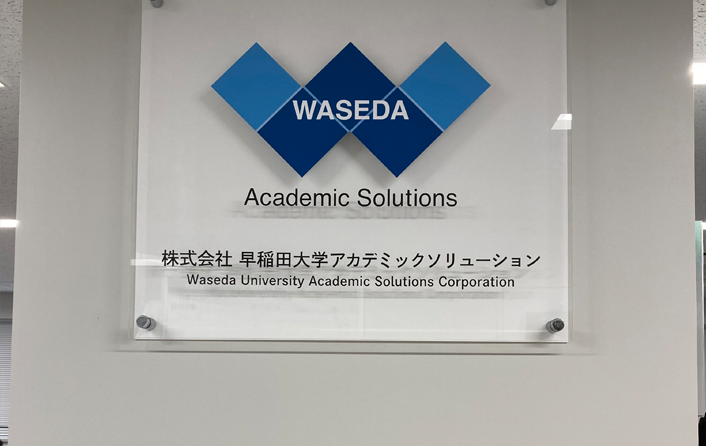 WASEDA
Academic Solutions
株式会社 早稲田大学アカデミックソリューション
Waseda University Academic Solutions Corporation